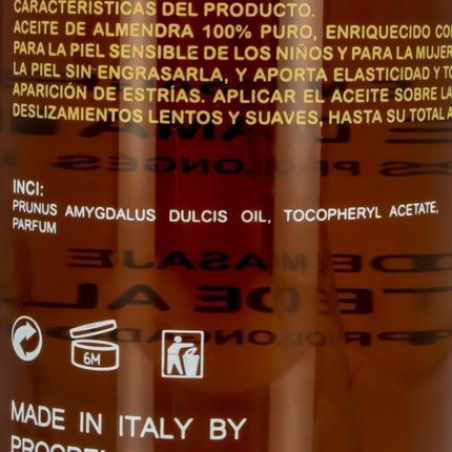 CARACTERÍSTICAS DEL PRODUCTO.
ACEITE DE ALMENDRA 100% PURO, ENRIQUECIDO
PARA LA PIEL SENSIBLE DE LOS NIÑOS Y PARA LA MUJER
LA PIEL SIN ENGRASARLA, Y APORTA ELASTICIDAD Y
APARICIÓN DE ESTRÍAS. APLICAR EL ACEITE SOBRE LA
DESLIZAMIENTOS LENTOS Y SUAVES, HASTA SU TOTAL
INCI:
PRUNUS AMYGDALUS DULCIS OIL, TOCOPHERYL ACETATE,
PARFUM
6M
MADE IN ITALY BY